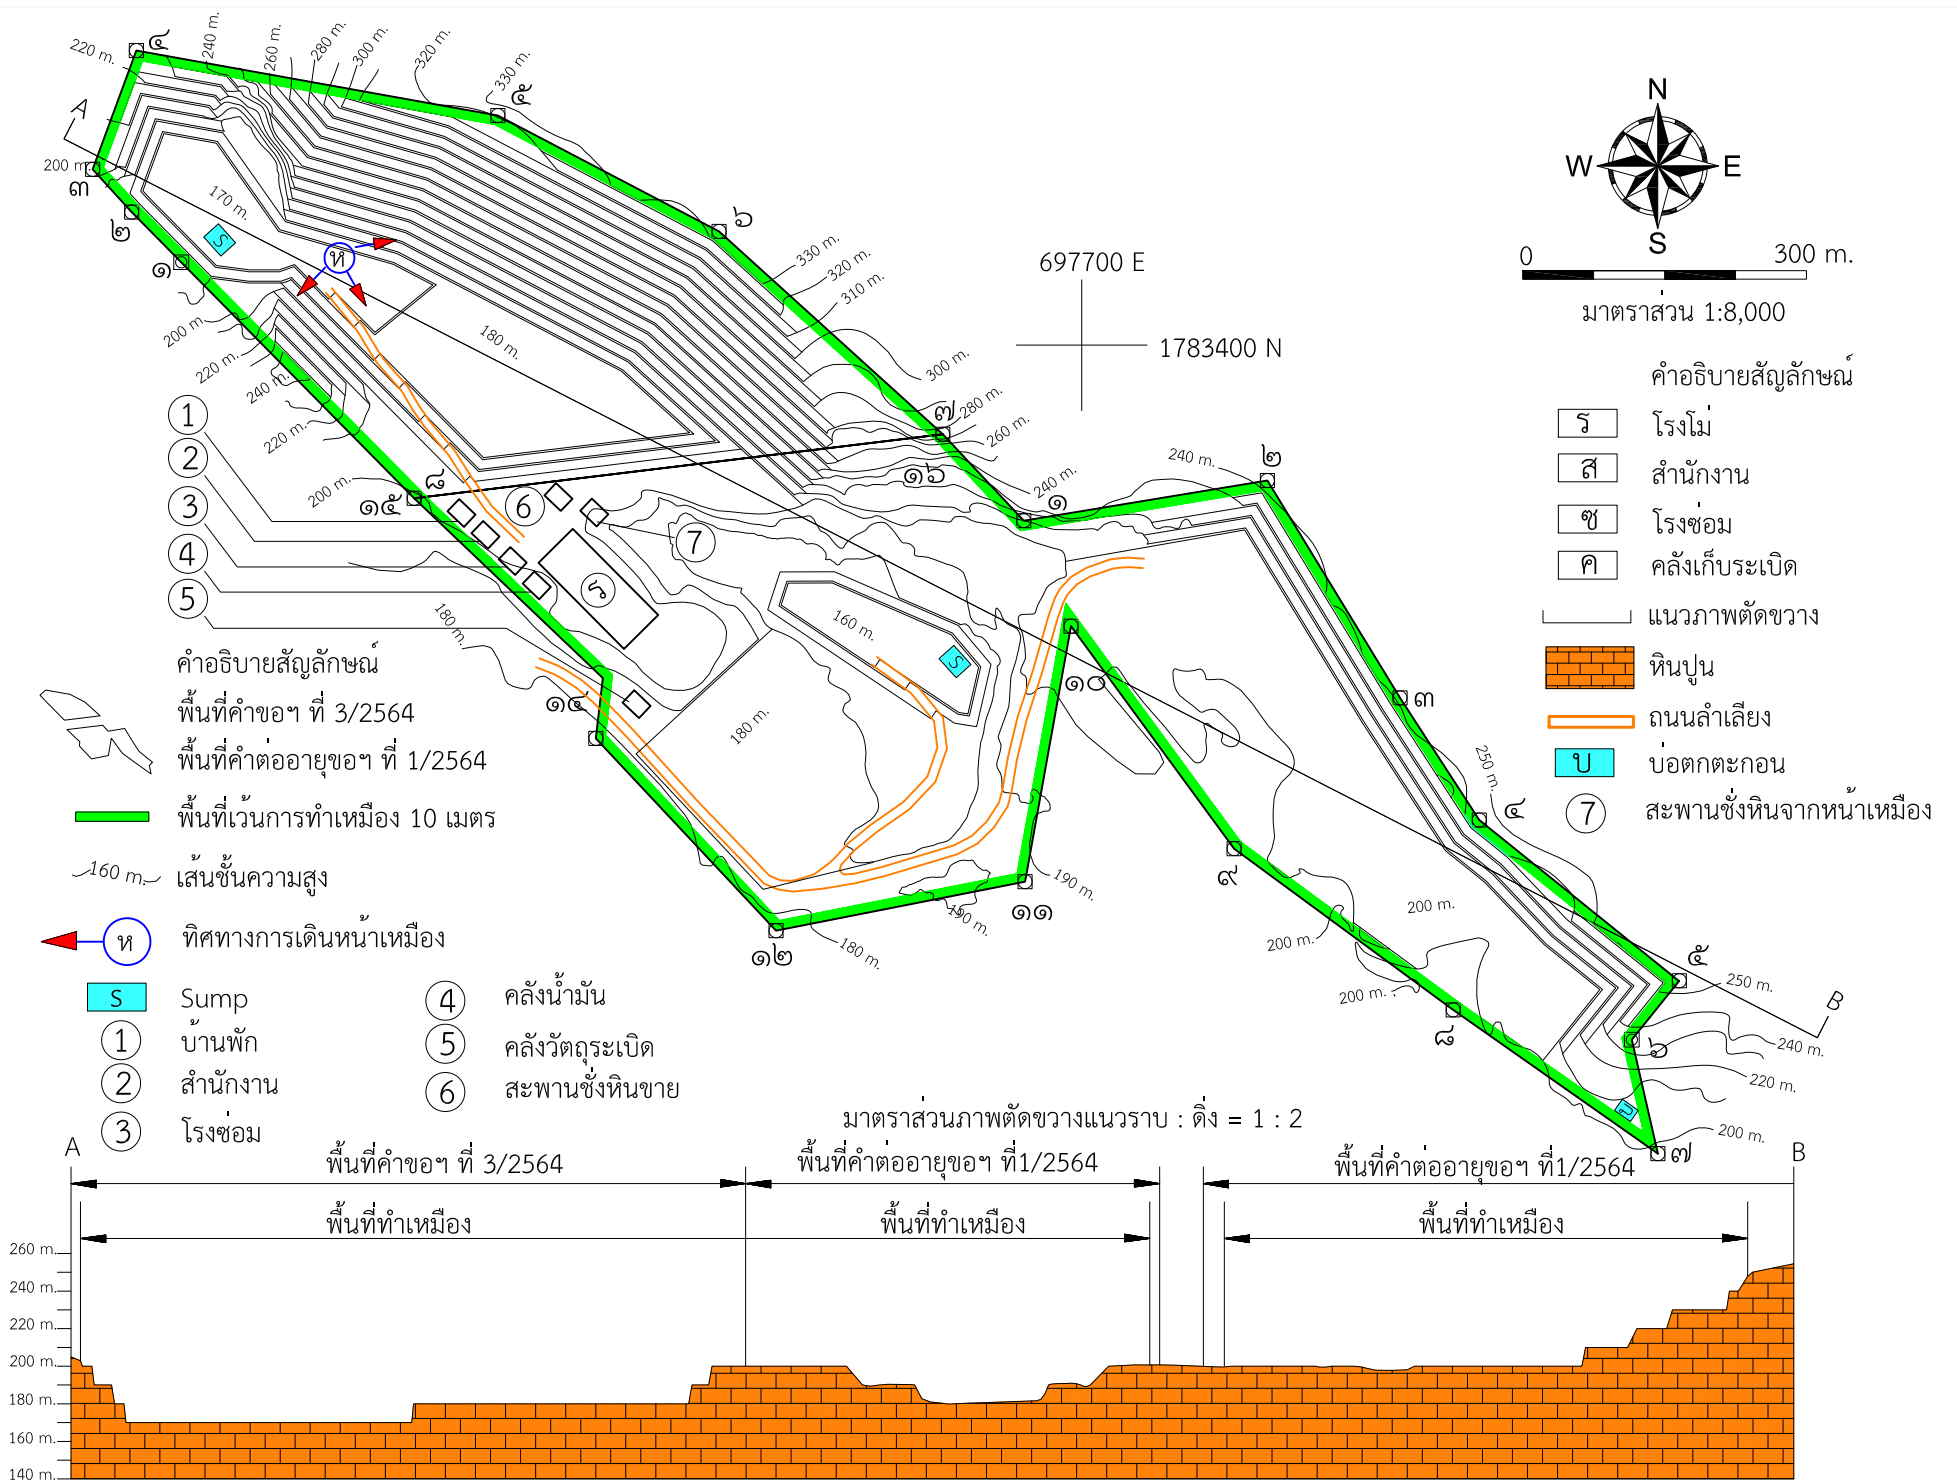 220 m.
240 m.
260 m.
280 m.
300 m.
320 m.
330 m.
๔
๕
A
200 m.
๓
๒
๑
170 m.
S
ห
๖
330 m.
320 m.
310 m.
300 m.
280 m.
260 m.
240 m.
๗
๑๖
๑
180 m.
200 m.
220 m.
240 m.
220 m.
200 m.
๘
๑๕
1
2
3
4
5
6
7
ร
180 m.
๑๔
160 m.
S
180 m.
240 m.
๒
๑๐
๓
250 m.
๔
๙
190 m.
๑๑
190 m.
180 m.
๑๒
200 m.
200 m.
200 m.
๘
๕
250 m.
B
๖
240 m.
220 m.
บ
200 m.
๗
697700 E
1783400 N
N
W
E
S
0
300 m.
มาตราส่วน 1:8,000
คำอธิบายสัญลักษณ์
ร โรงโม่
ส สำนักงาน
ซ โรงซ่อม
ค คลังเก็บระเบิด
แนวภาพตัดขวาง
หินปูน
ถนนลำเลียง
บ บ่อตกตะกอน
7 สะพานชั่งหินจากหน้าเหมือง
คำอธิบายสัญลักษณ์
พื้นที่คำขอฯ ที่ 3/2564
พื้นที่คำต่ออายุขอฯ ที่ 1/2564
พื้นที่เว้นการทำเหมือง 10 เมตร
160 m. เส้นชั้นความสูง
ห ทิศทางการเดินหน้าเหมือง
S Sump
1 บ้านพัก
2 สำนักงาน
3 โรงซ่อม
4 คลังน้ำมัน
5 คลังวัตถุระเบิด
6 สะพานชั่งหินขาย
มาตราส่วนภาพตัดขวางแนวราบ : ดิ่ง = 1 : 2
A
พื้นที่คำขอฯ ที่ 3/2564
พื้นที่คำต่ออายุขอฯ ที่1/2564
พื้นที่คำต่ออายุขอฯ ที่1/2564
B
พื้นที่ทำเหมือง
พื้นที่ทำเหมือง
พื้นที่ทำเหมือง
260 m.
240 m.
220 m.
200 m.
180 m.
160 m.
140 m.